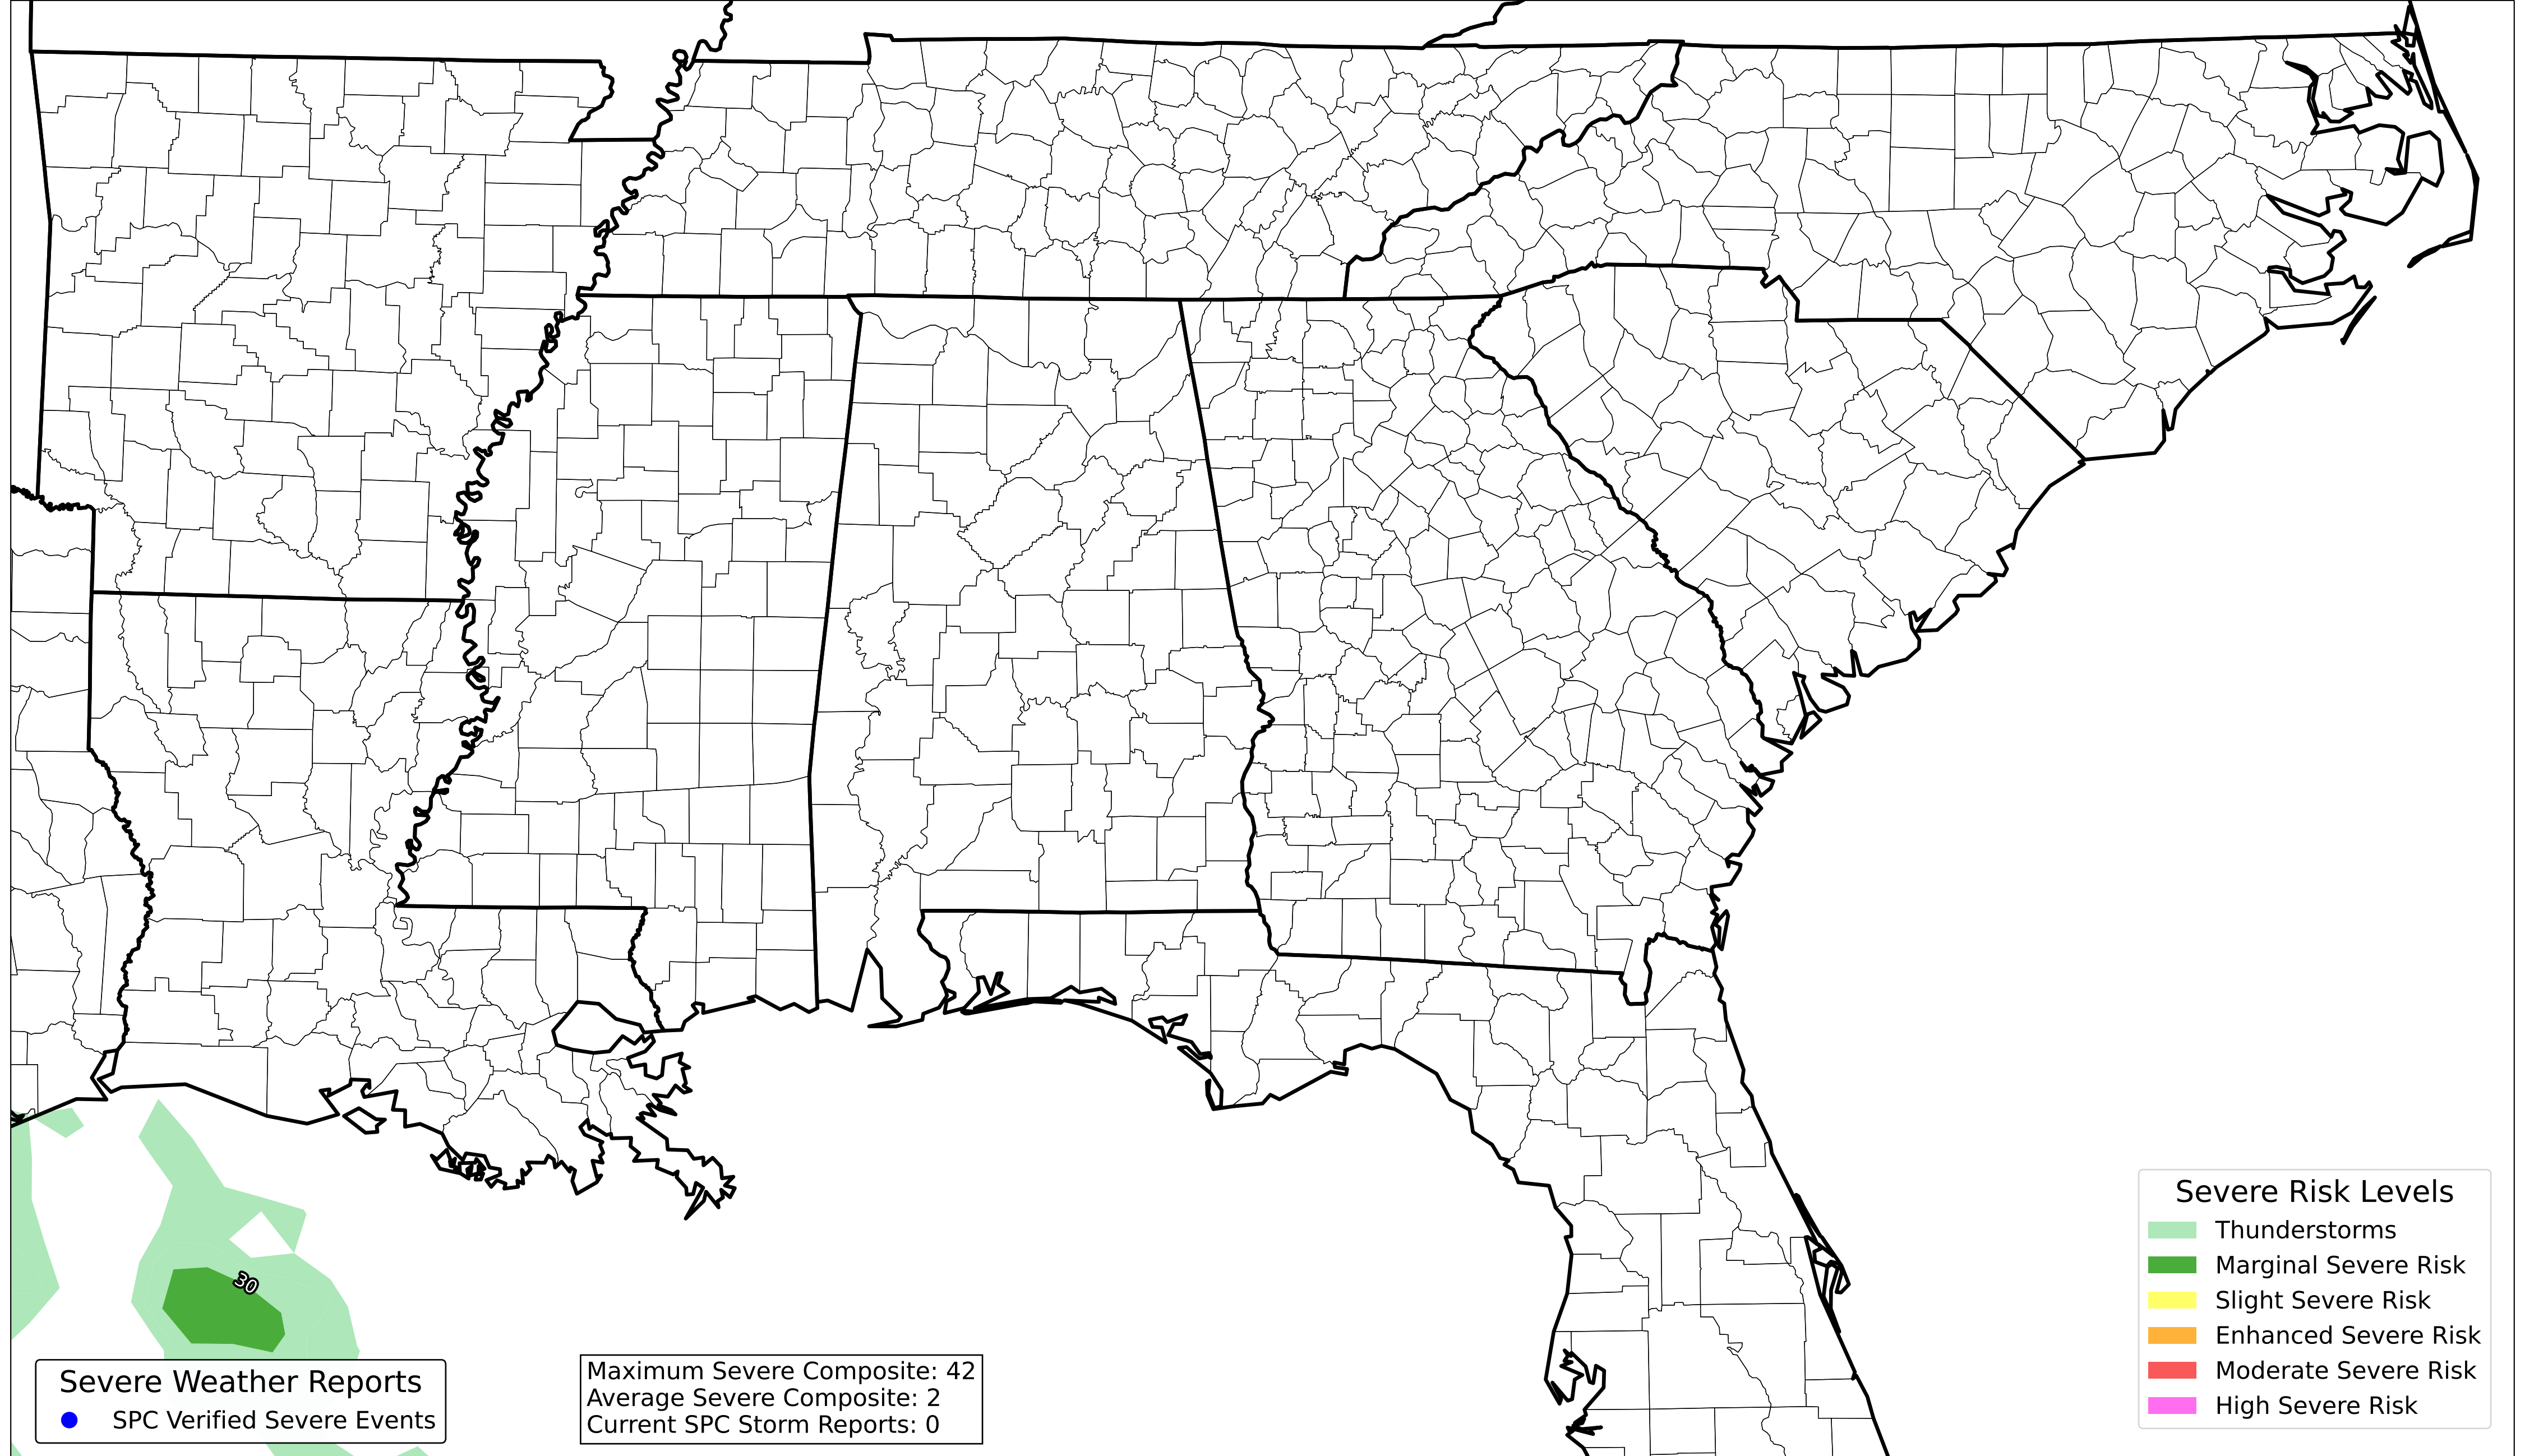 30
Severe Weather Reports
SPC Verified Severe Events
Maximum Severe Composite: 42
Average Severe Composite: 2
Current SPC Storm Reports: 0
Severe Risk Levels
Thunderstorms
Marginal Severe Risk
Slight Severe Risk
Enhanced Severe Risk
Moderate Severe Risk
High Severe Risk